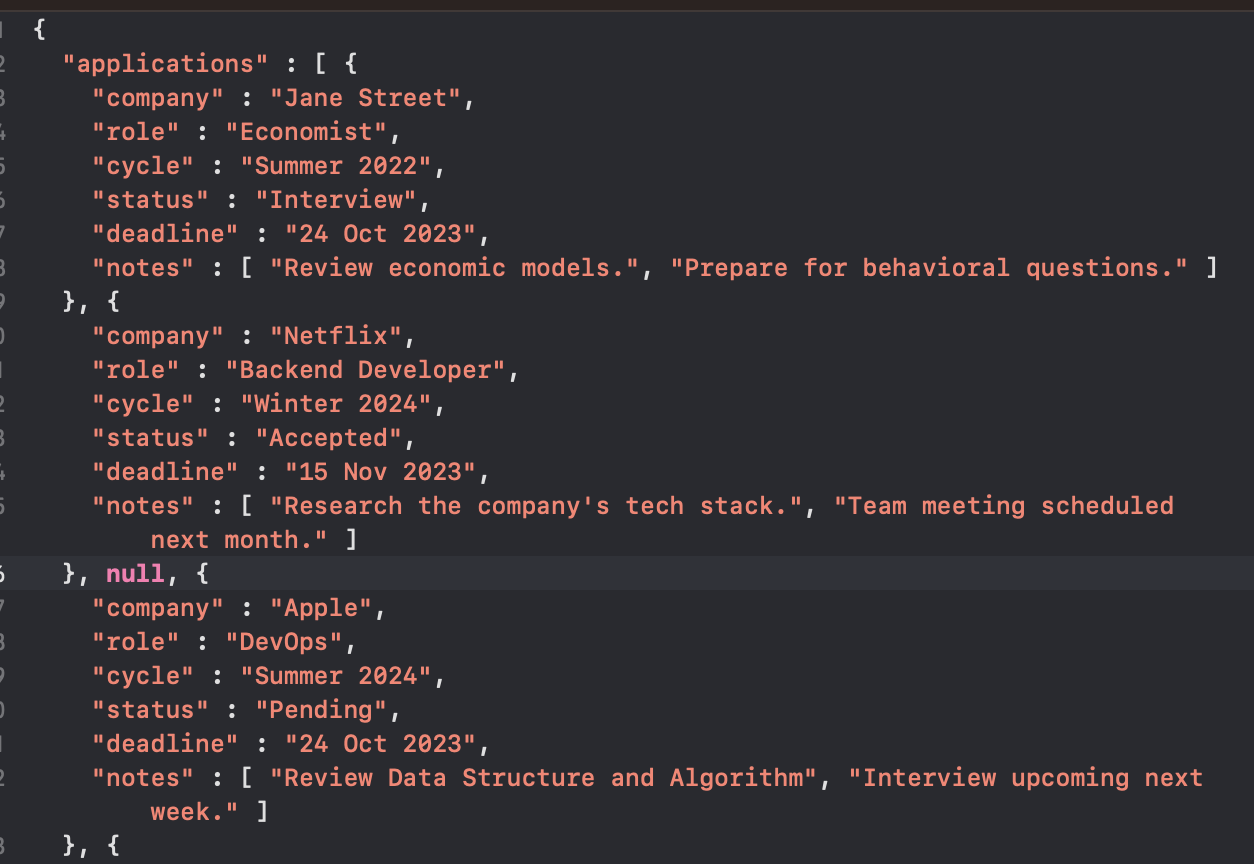 {
"applications" : [ {
"company" : "Jane Street",
"role" : "Economist",
"cycle" : "Summer 2022",
"status" : "Interview",
"deadline" : "24 Oct 2023",
"notes" : [ "Review economic models.", "Prepare for behavioral questions." ]
}, {
"company" : "Netflix",
"role" : "Backend Developer",
"cycle" : "Winter 2024",
"status" : "Accepted",
"deadline" : "15 Nov 2023",
"notes" : [ "Research the company's tech stack.", "Team meeting scheduled
next month." ]
}, null, {
"company" : "Apple",
"role" : "DevOps",
"cycle" : "Summer 2024",
"status" : "Pending",
"deadline" : "24 Oct 2023",
"notes" : [ "Review Data Structure and Algorithm", "Interview upcoming next
week." ]
}, {